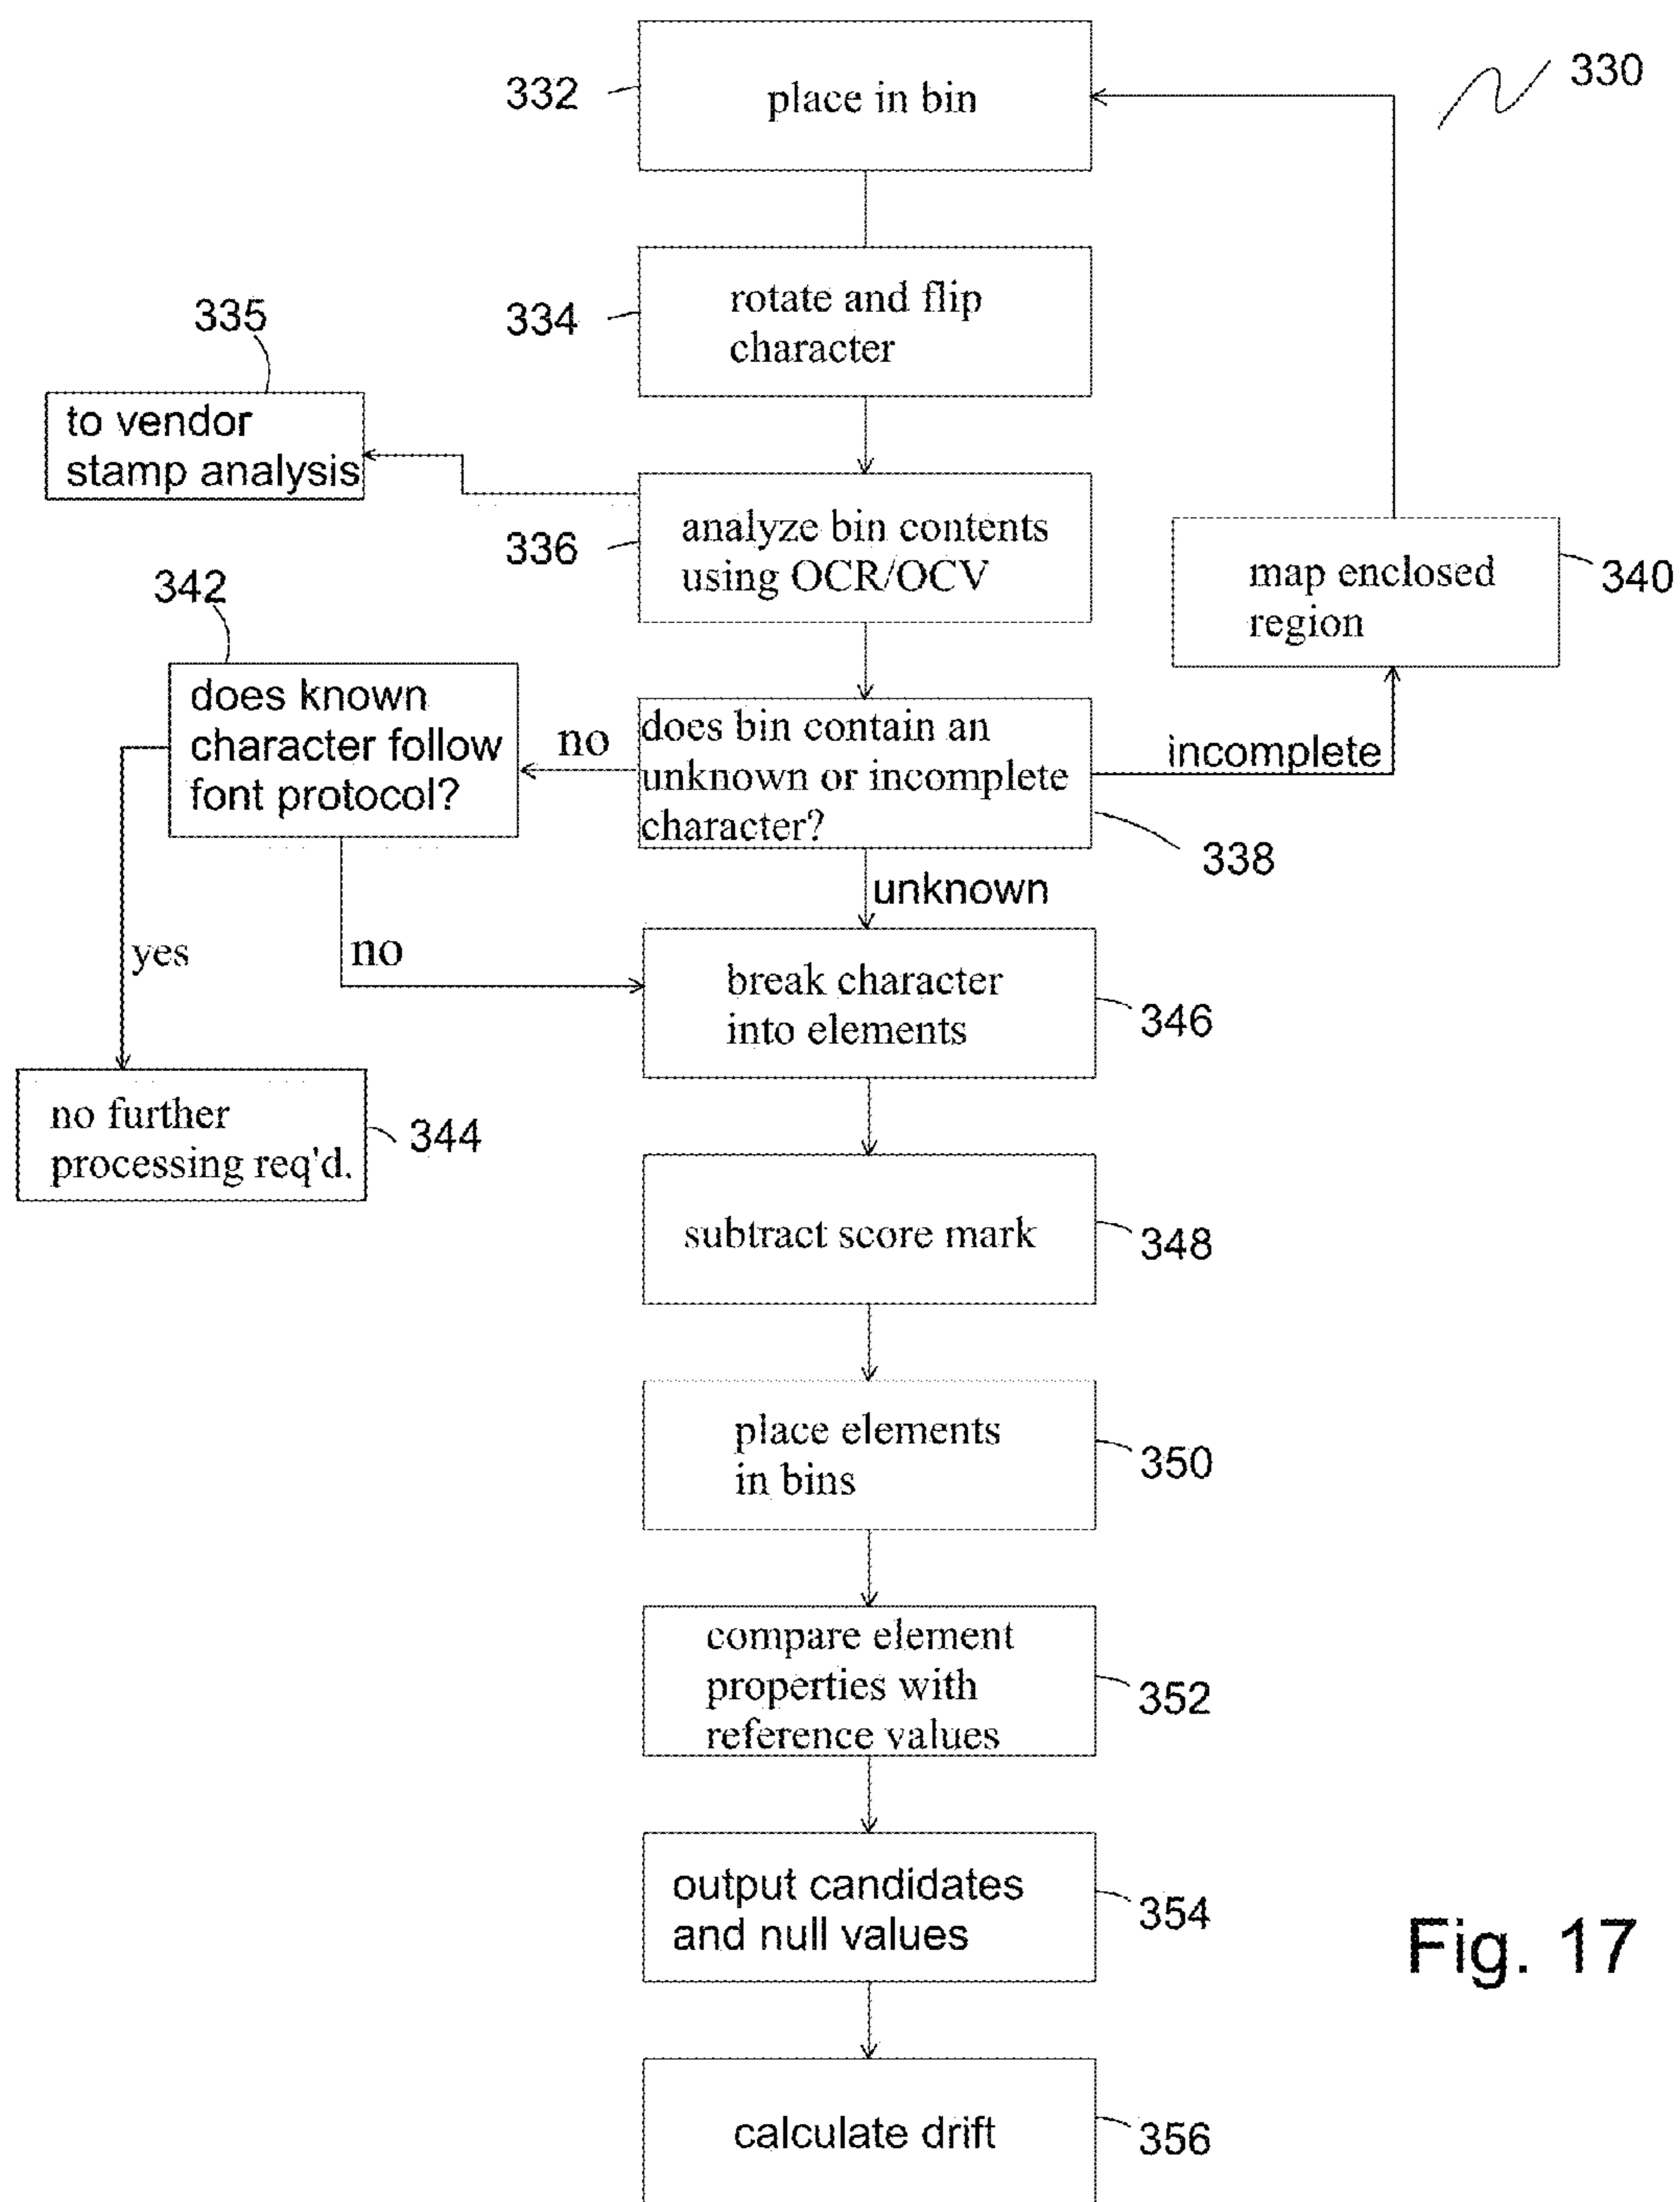 332
place in bin
330
334
rotate and flip
character
335
to vendor
stamp analysis
336
analyze bin contents
using OCR/OCV
map enclosed
region
340
342
does known
character follow
font protocol?
no
does bin contain an
unknown or incomplete
character?
incomplete
338
unknown
yes
no
break character
into elements
346
no further
processing req'd.
344
subtract score mark
348
place elements
in bins
350
compare element
properties with
reference values
352
output candidates
and null values
354
Fig. 17
calculate drift
356